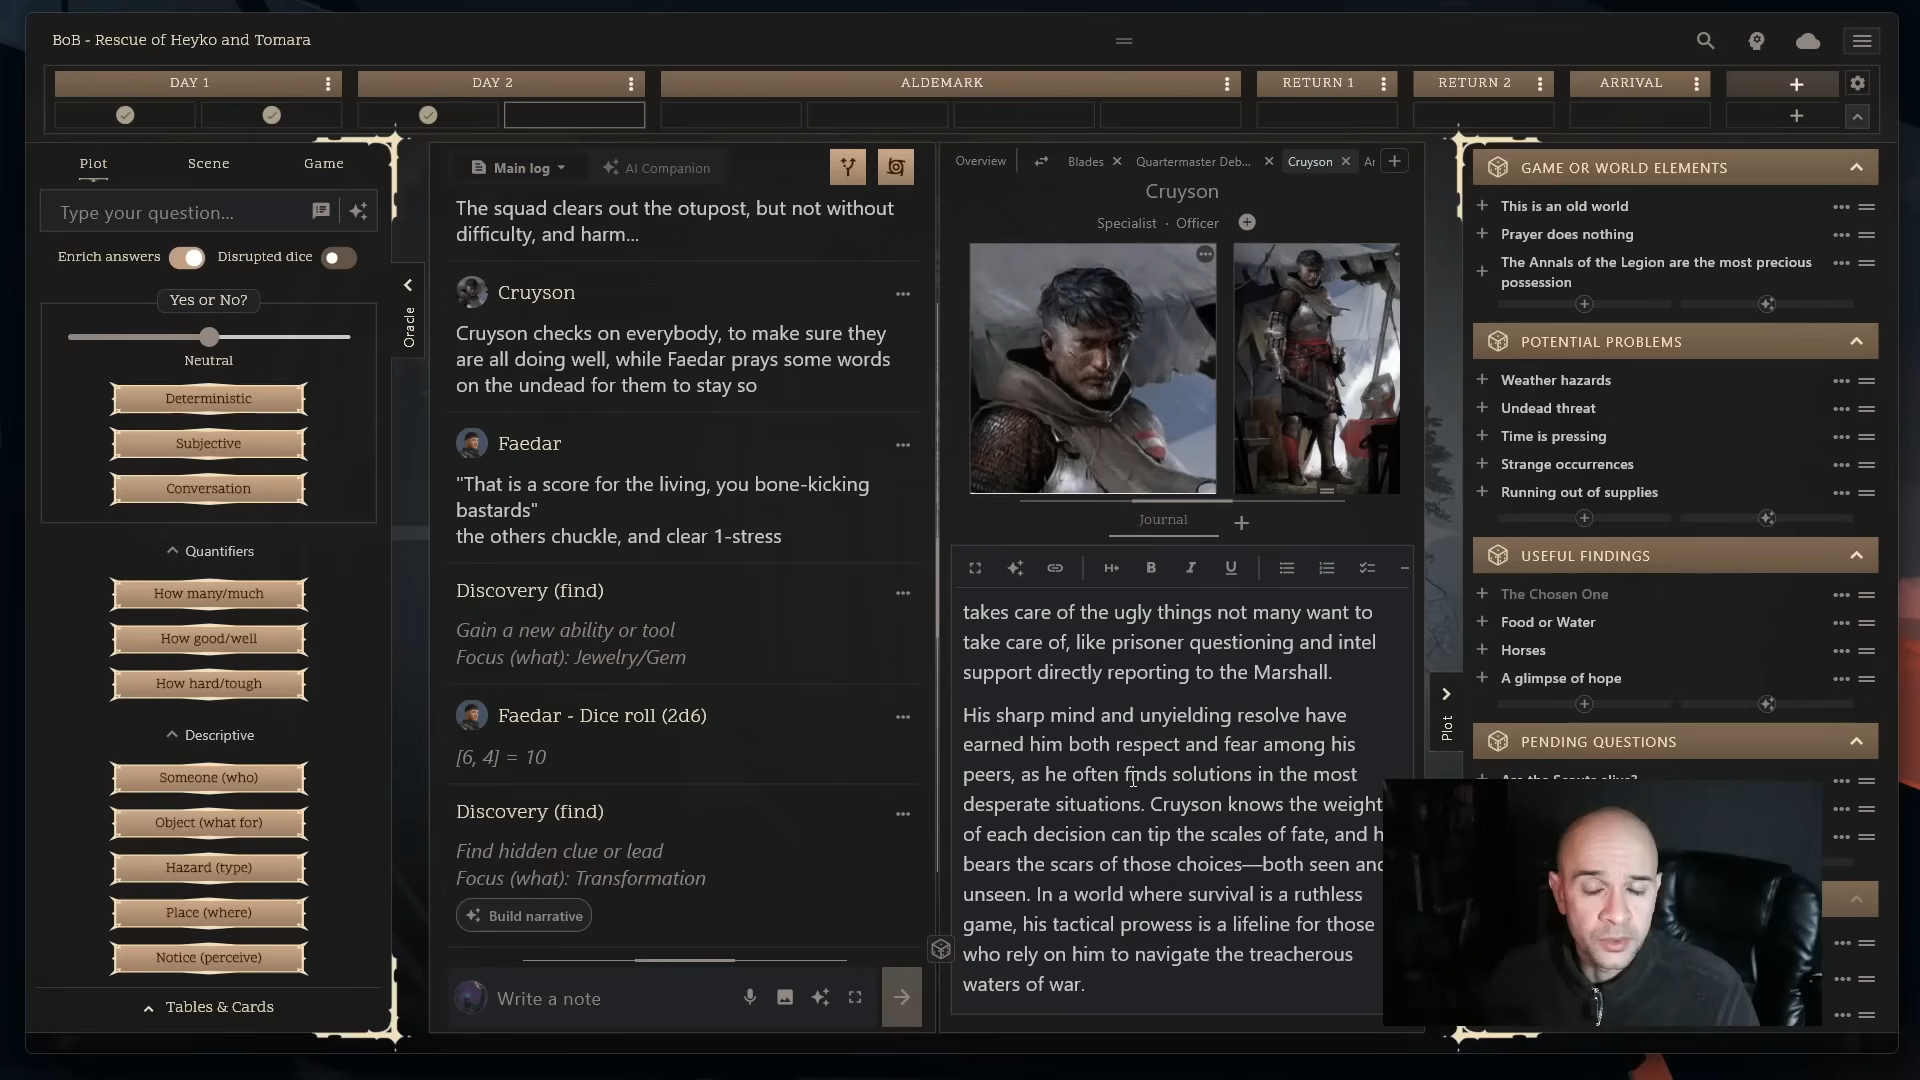 BoB - Rescue of Heyko and Tomara
DAY 1
DAY 2
ALDEMARK
RETURN 1
RETURN 2
ARRIVAL
Plot
Scene
Game
Type your question...
Enrich answers
Disrupted dice
Yes or No?
Neutral
Deterministic
Subjective
Conversation
Quantifiers
How many/much
How good/well
How hard/tough
Descriptive
Someone (who)
Object (what for)
Hazard (type)
Place (where)
Notice (perceive)
Tables & Cards
Oracle
Main log
AI Companion
The squad clears out the otupost, but not without
difficulty, and harm...
Cruyson
Cruyson checks on everybody, to make sure they
are all doing well, while Faedar prays some words
on the undead for them to stay so
Faedar
"That is a score for the living, you bone-kicking
bastards"
the others chuckle, and clear 1-stress
Discovery (find)
Gain a new ability or tool
Focus (what): Jewelry/Gem
Faedar - Dice roll (2d6)
[6, 4] = 10
Discovery (find)
Find hidden clue or lead
Focus (what): Transformation
Build narrative
Write a note
Overview
Blades
Quartermaster Deb...
Cruyson
Ar
Cruyson
Specialist · Officer
Journal
H+
B
I
U
takes care of the ugly things not many want to
take care of, like prisoner questioning and intel
support directly reporting to the Marshall.
His sharp mind and unyielding resolve have
earned him both respect and fear among his
peers, as he often finds solutions in the most
desperate situations. Cruyson knows the weight
of each decision can tip the scales of fate, and h
bears the scars of those choices—both seen and
unseen. In a world where survival is a ruthless
game, his tactical prowess is a lifeline for those
who rely on him to navigate the treacherous
waters of war.
Plot
GAME OR WORLD ELEMENTS
This is an old world
Prayer does nothing
The Annals of the Legion are the most precious
possession
POTENTIAL PROBLEMS
Weather hazards
Undead threat
Time is pressing
Strange occurrences
Running out of supplies
USEFUL FINDINGS
The Chosen One
Food or Water
Horses
A glimpse of hope
PENDING QUESTIONS
Are the Scouts alive?